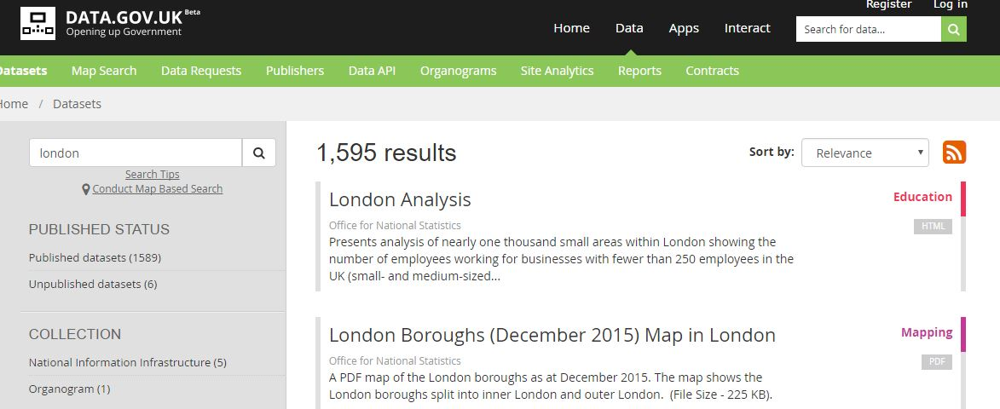 Register Log in
DATA.GOV.UK Beta
Opening up Government
Home Data Apps Interact
Search for data...
Datasets Map Search Data Requests Publishers Data API Organograms Site Analytics Reports Contracts
Home / Datasets
london
Search Tips
Conduct Map Based Search
PUBLISHED STATUS
Published datasets (1589)
Unpublished datasets (6)
COLLECTION
National Information Infrastructure (5)
Organogram (1)
1,595 results
Sort by: Relevance
London Analysis
Education
Office for National Statistics
HTML
Presents analysis of nearly one thousand small areas within London showing the
number of employees working for businesses with fewer than 250 employees in the
UK (small- and medium-sized...
London Boroughs (December 2015) Map in London
Mapping
Office for National Statistics
PDF
A PDF map of the London boroughs as at December 2015. The map shows the
London boroughs split into inner London and outer London. (File Size - 225 KB).